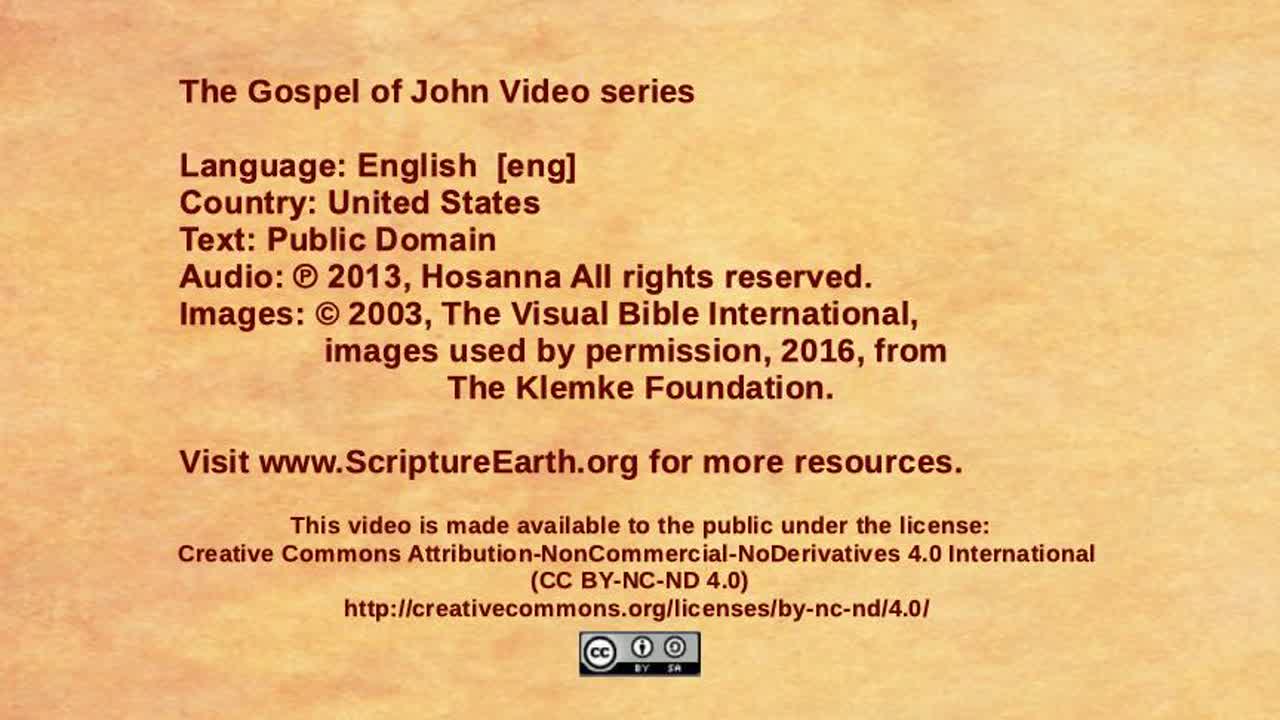 The Gospel of John Video series
Language: English [eng]
Country: United States
Text: Public Domain
Audio: ℗ 2013, Hosanna All rights reserved.
Images: © 2003, The Visual Bible International,
images used by permission, 2016, from
The Klemke Foundation.
Visit www.ScriptureEarth.org for more resources.
This video is made available to the public under the license:
Creative Commons Attribution-NonCommercial-NoDerivatives 4.0 International
(CC BY-NC-ND 4.0)
http://creativecommons.org/licenses/by-nc-nd/4.0/
cc
BY SA